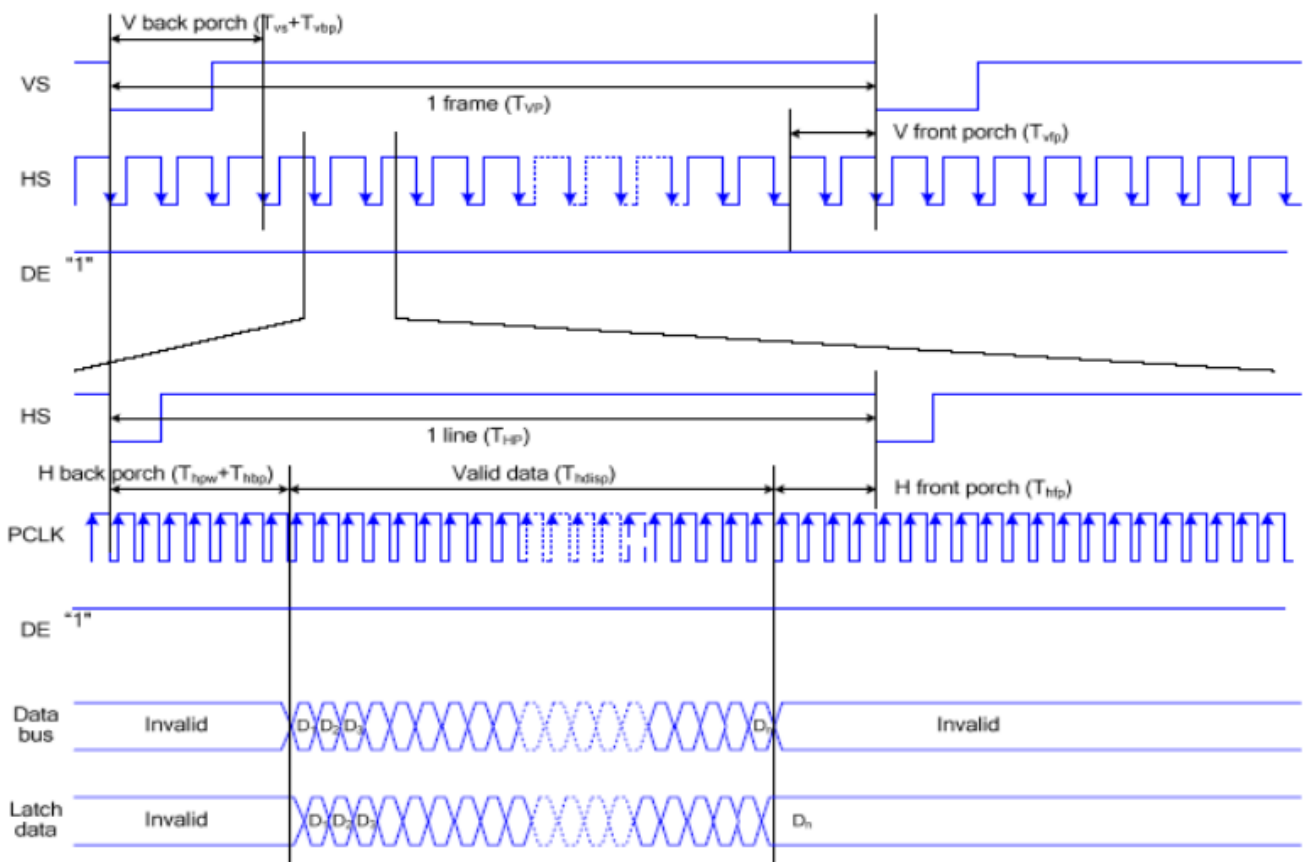 V back porch (Tvs+Tvbp)
VS
1 frame (TVP)
V front porch (Tvfp)
HS
DE "1"
HS
1 line (THP)
H back porch (Thpw+Thbp)
Valid data (Thdisp)
H front porch (Thfp)
PCLK
DE "1"
Data
bus
Invalid
D1 D2 D3
Dn
Invalid
Latch
data
Invalid
D1 D2 D3
Dn